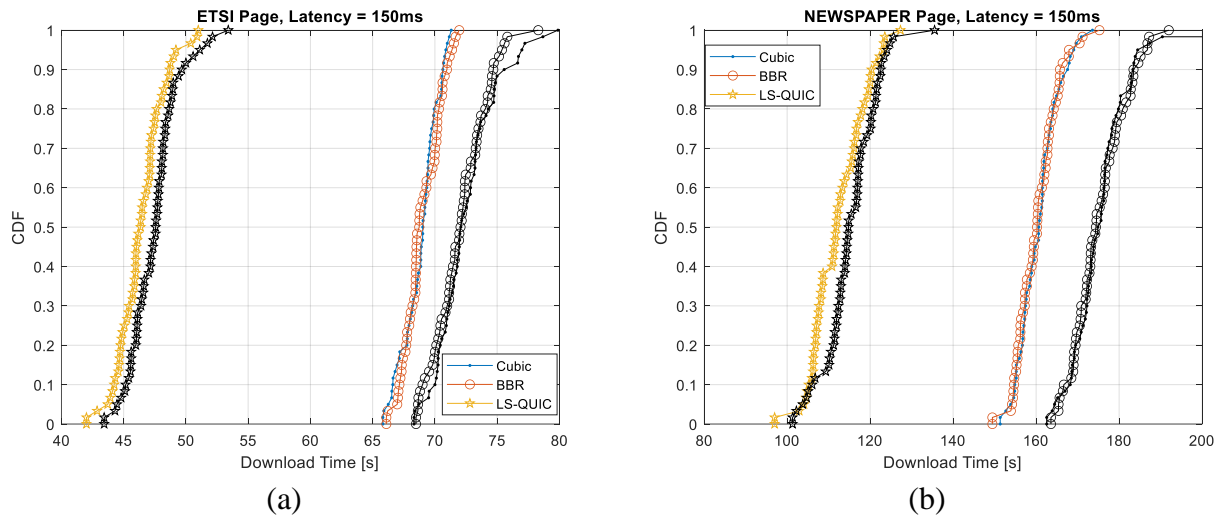 ETSI Page, Latency = 150ms
1
0.9
0.8
0.7
0.6
0.5
0.4
0.3
0.2
0.1
0
CDF
Cubic
BBR
LS-QUIC
40 45 50 55 60 65 70 75 80
Download Time [s]
(a)
NEWSPAPER Page, Latency = 150ms
1
0.9
0.8
0.7
0.6
0.5
0.4
0.3
0.2
0.1
0
CDF
Cubic
BBR
LS-QUIC
80 100 120 140 160 180 200
Download Time [s]
(b)